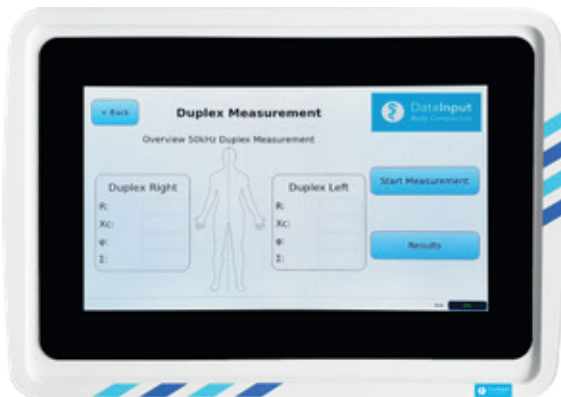 < Back
Duplex Measurement
DataInput
Body Composition
Overview 50kHz Duplex Measurement
Duplex Right
R:
Xc:
φ:
Σ:
Duplex Left
R:
Xc:
φ:
Σ:
Start Measurement
Results